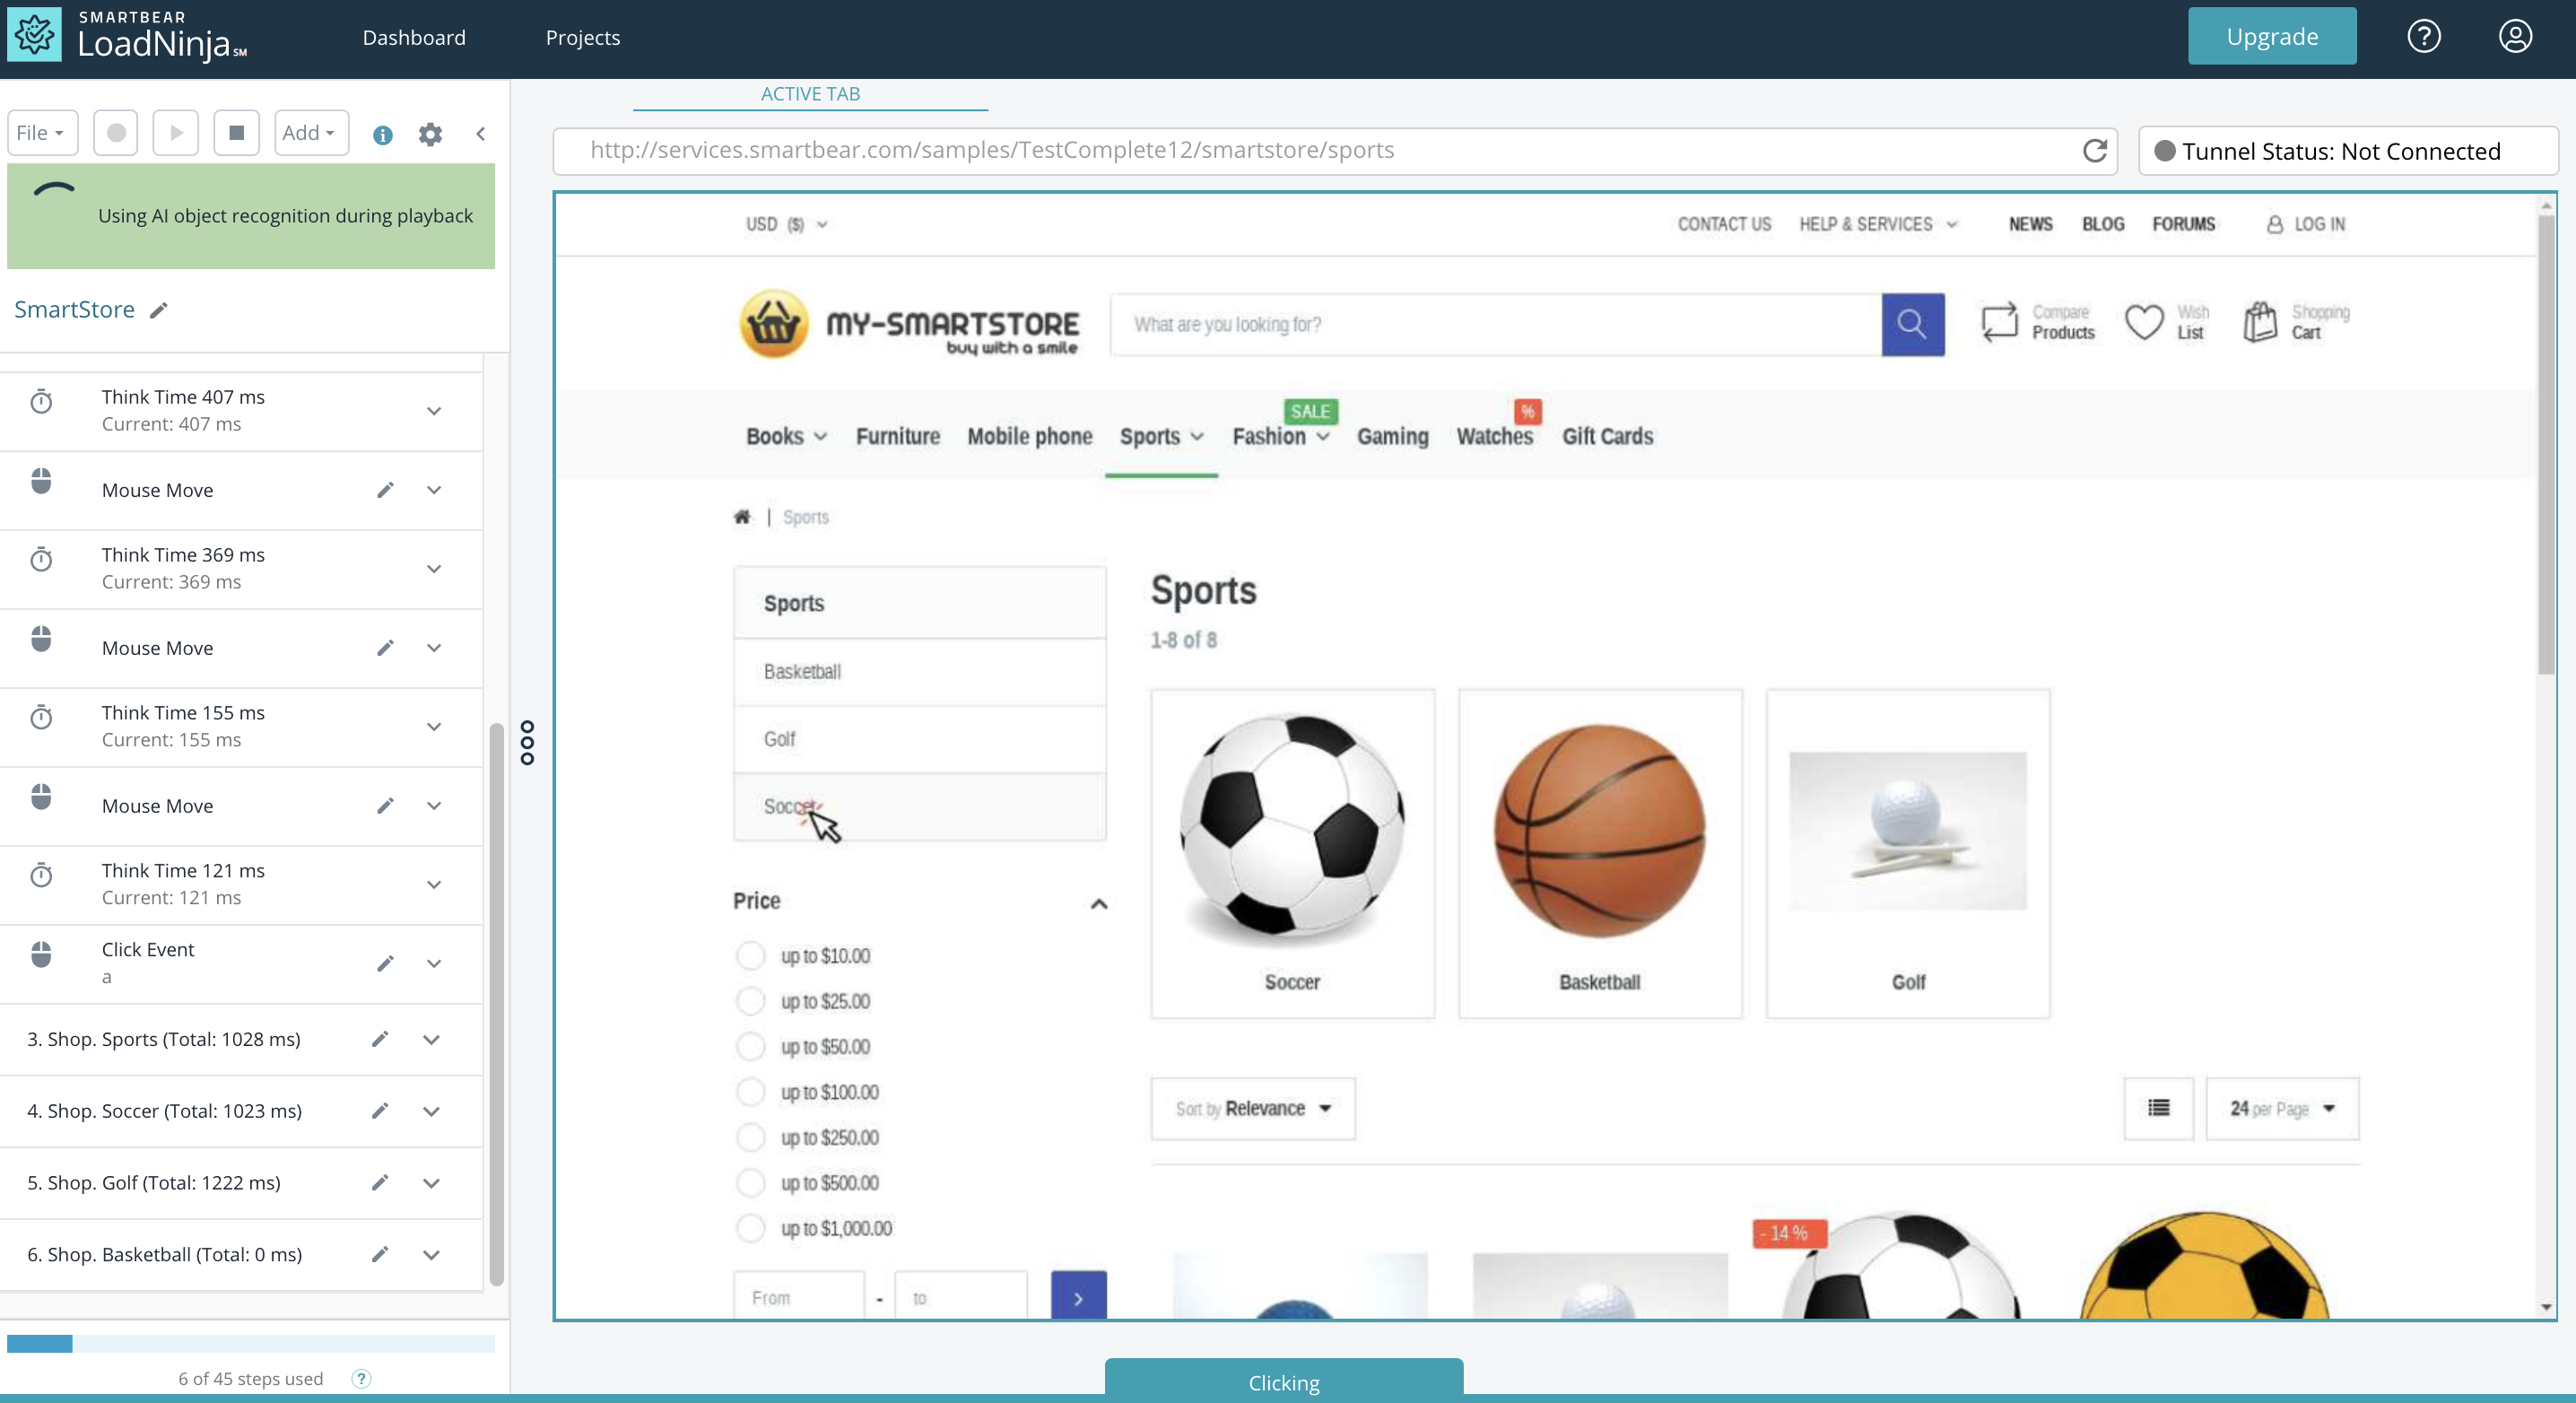 SMARTBEAR
LoadNinja SM
Dashboard
Projects
Upgrade
?
File
Add
i
Using AI object recognition during playback
SmartStore
Think Time 407 ms
Current: 407 ms
Mouse Move
Think Time 369 ms
Current: 369 ms
Mouse Move
Think Time 155 ms
Current: 155 ms
Mouse Move
Think Time 121 ms
Current: 121 ms
Click Event
a
3. Shop. Sports (Total: 1028 ms)
4. Shop. Soccer (Total: 1023 ms)
5. Shop. Golf (Total: 1222 ms)
6. Shop. Basketball (Total: 0 ms)
6 of 45 steps used ?
ACTIVE TAB
http://services.smartbear.com/samples/TestComplete12/smartstore/sports
Tunnel Status: Not Connected
USD ($)
CONTACT US
HELP & SERVICES
NEWS
BLOG
FORUMS
LOG IN
MY-SMARTSTORE
buy with a smile
What are you looking for?
Compare
Products
Wish
List
Shopping
Cart
SALE
%
Books
Furniture
Mobile phone
Sports
Fashion
Gaming
Watches
Gift Cards
| Sports
Sports
Basketball
Golf
Soccer
Price
up to $10.00
up to $25.00
up to $50.00
up to $100.00
up to $250.00
up to $500.00
up to $1,000.00
From - to
Sports
1-8 of 8
Soccer
Basketball
Golf
Sort by Relevance
24 per Page
- 14 %
Clicking